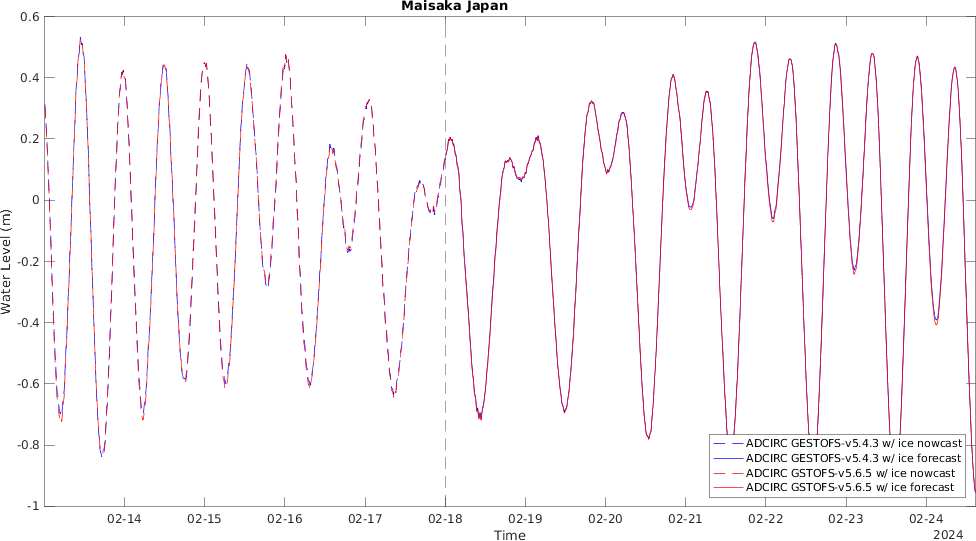 Maisaka Japan
0.6
0.4
0.2
0
-0.2
-0.4
-0.6
-0.8
-1
Water Level (m)
ADCIRC GESTOFS-v5.4.3 w/ ice nowcast
ADCIRC GESTOFS-v5.4.3 w/ ice forecast
ADCIRC GSTOFS-v5.6.5 w/ ice nowcast
ADCIRC GSTOFS-v5.6.5 w/ ice forecast
02-14 02-15 02-16 02-17 02-18 02-19 02-20 02-21 02-22 02-23 02-24
Time
2024